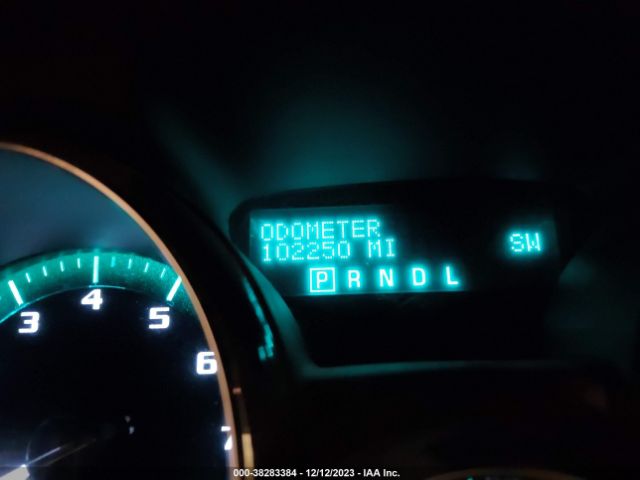 ODOMETER
102250 MI
SW
P R N D L
3 4 5 6 7
000-38283384 - 12/12/2023 - IAA Inc.